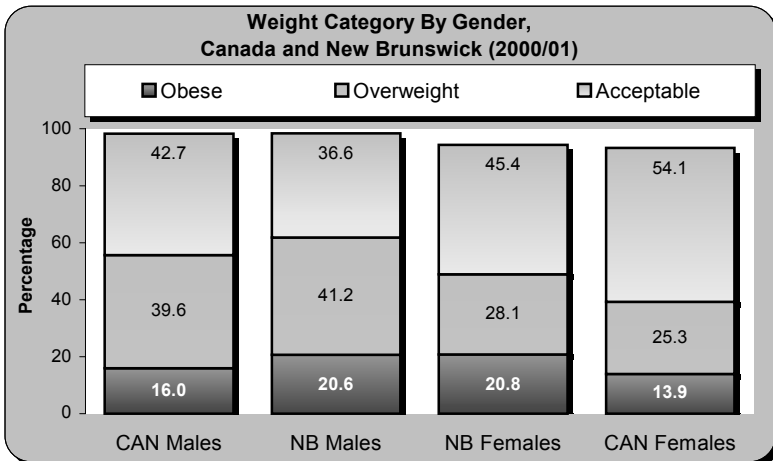 Weight Category By Gender,
Canada and New Brunswick (2000/01)
Obese Overweight Acceptable
Percentage
100
80
60
40
20
0
42.7 36.6 45.4 54.1
39.6 41.2 28.1 25.3
16.0 20.6 20.8 13.9
CAN Males NB Males NB Females CAN Females